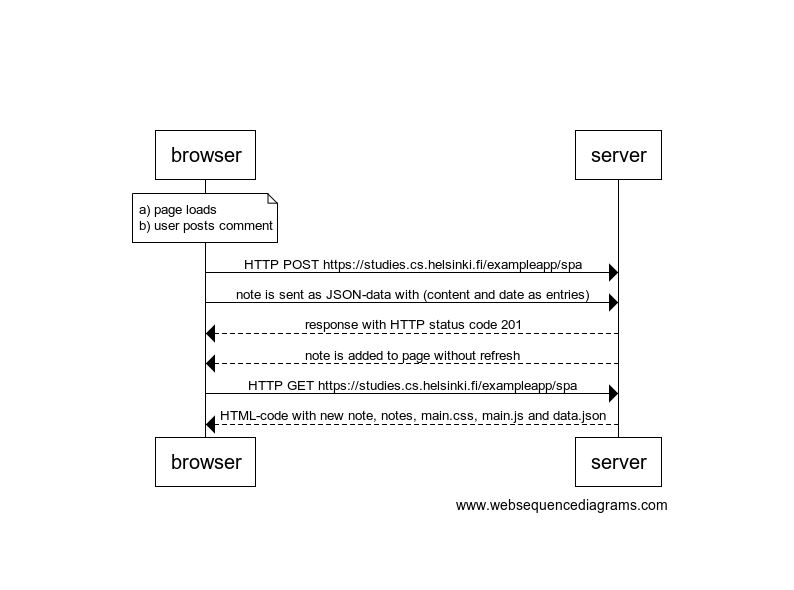 browser
server
a) page loads
b) user posts comment
HTTP POST https://studies.cs.helsinki.fi/exampleapp/spa
note is sent as JSON-data with (content and date as entries)
response with HTTP status code 201
note is added to page without refresh
HTTP GET https://studies.cs.helsinki.fi/exampleapp/spa
HTML-code with new note, notes, main.css, main.js and data.json
browser
server
www.websequencediagrams.com